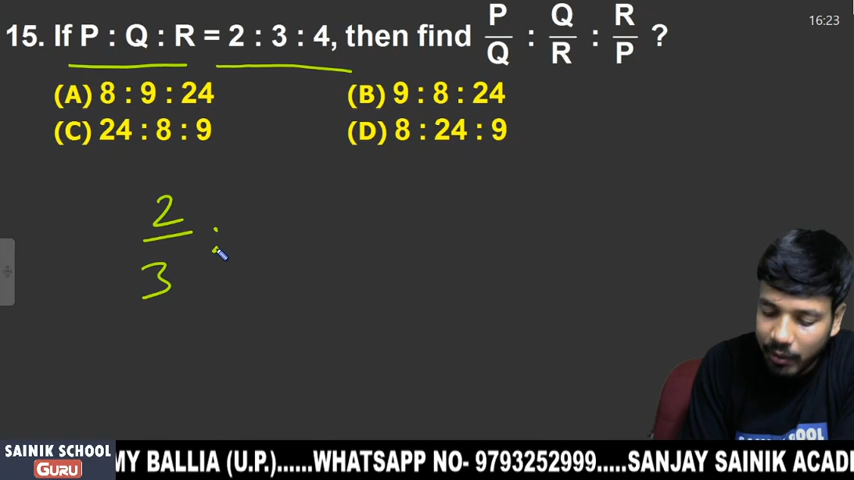 16:23
15. If P : Q : R = 2 : 3 : 4, then find P/Q : Q/R : R/P ?
(A) 8 : 9 : 24 (B) 9 : 8 : 24
(C) 24 : 8 : 9 (D) 8 : 24 : 9
2/3 :
SAINIK SCHOOL
Guru
MY BALLIA (U.P.)......WHATSAPP NO- 9793252999.....SANJAY SAINIK ACADE